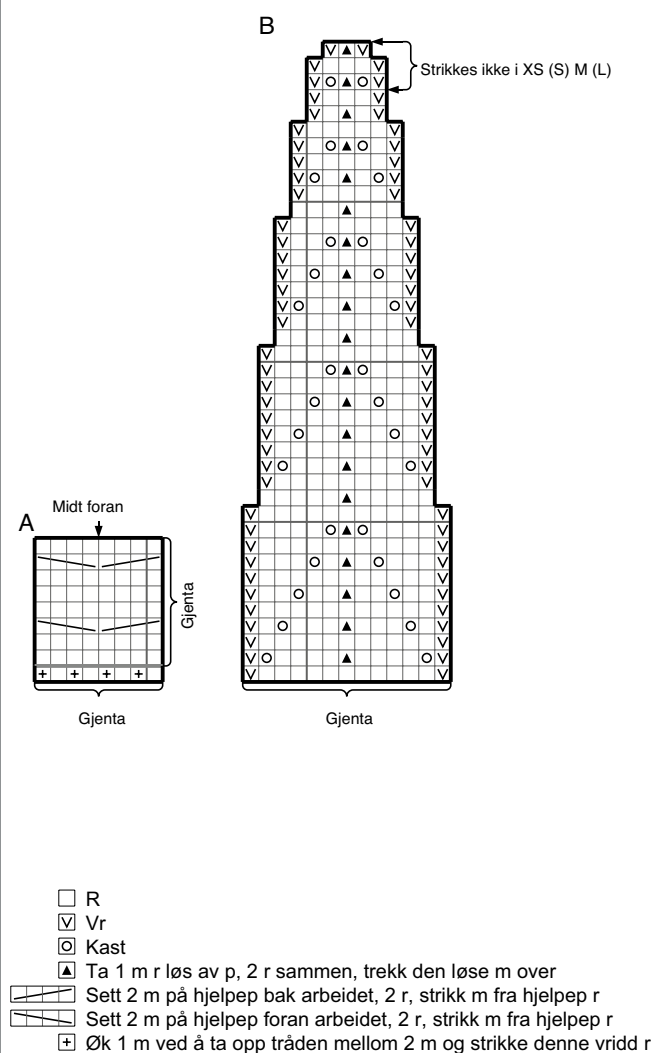 B
Strikkes ikke i XS (S) M (L)
Midt foran
A
Gjenta
Gjenta
Gjenta
R
Vr
Kast
Ta 1 m r løs av p, 2 r sammen, trekk den løse m over
Sett 2 m på hjelpep bak arbeidet, 2 r, strikk m fra hjelpep r
Sett 2 m på hjelpep foran arbeidet, 2 r, strikk m fra hjelpep r
Øk 1 m ved å ta opp tråden mellom 2 m og strikke denne vridd r